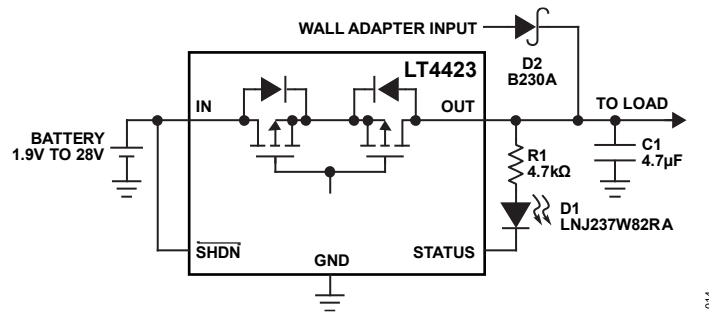 WALL ADAPTER INPUT
D2
B230A
LT4423
IN
OUT
TO LOAD
BATTERY
1.9V TO 28V
R1
4.7kΩ
C1
4.7µF
D1
LNJ237W82RA
SHDN
GND
STATUS
014